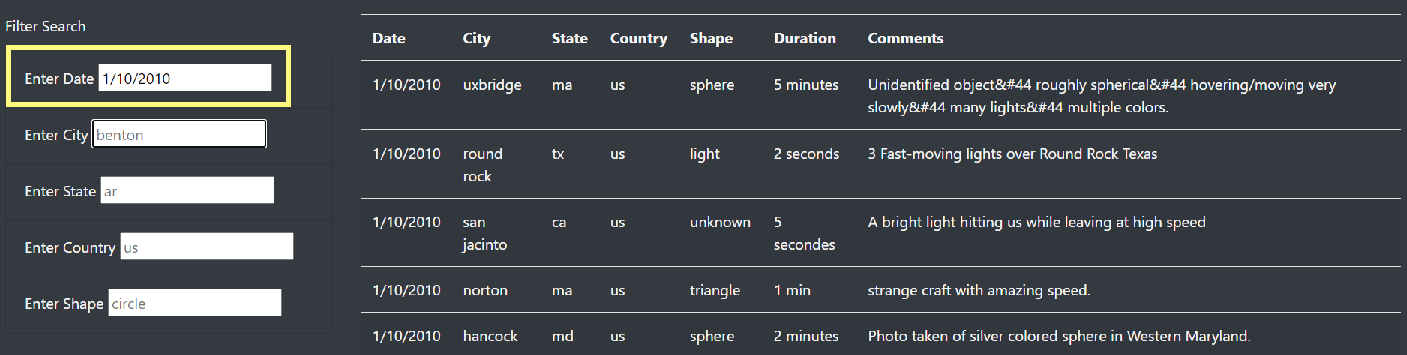 Filter Search
Enter Date 1/10/2010
Enter City benton
Enter State ar
Enter Country us
Enter Shape circle
Date City State Country Shape Duration Comments
1/10/2010 uxbridge ma us sphere 5 minutes Unidentified object&#44 roughly spherical&#44 hovering/moving very
slowly&#44 many lights&#44 multiple colors.
1/10/2010 round tx us light 2 seconds 3 Fast-moving lights over Round Rock Texas
rock
1/10/2010 san ca us unknown 5 A bright light hitting us while leaving at high speed
jacinto secondes
1/10/2010 norton ma us triangle 1 min strange craft with amazing speed.
1/10/2010 hancock md us sphere 2 minutes Photo taken of silver colored sphere in Western Maryland.